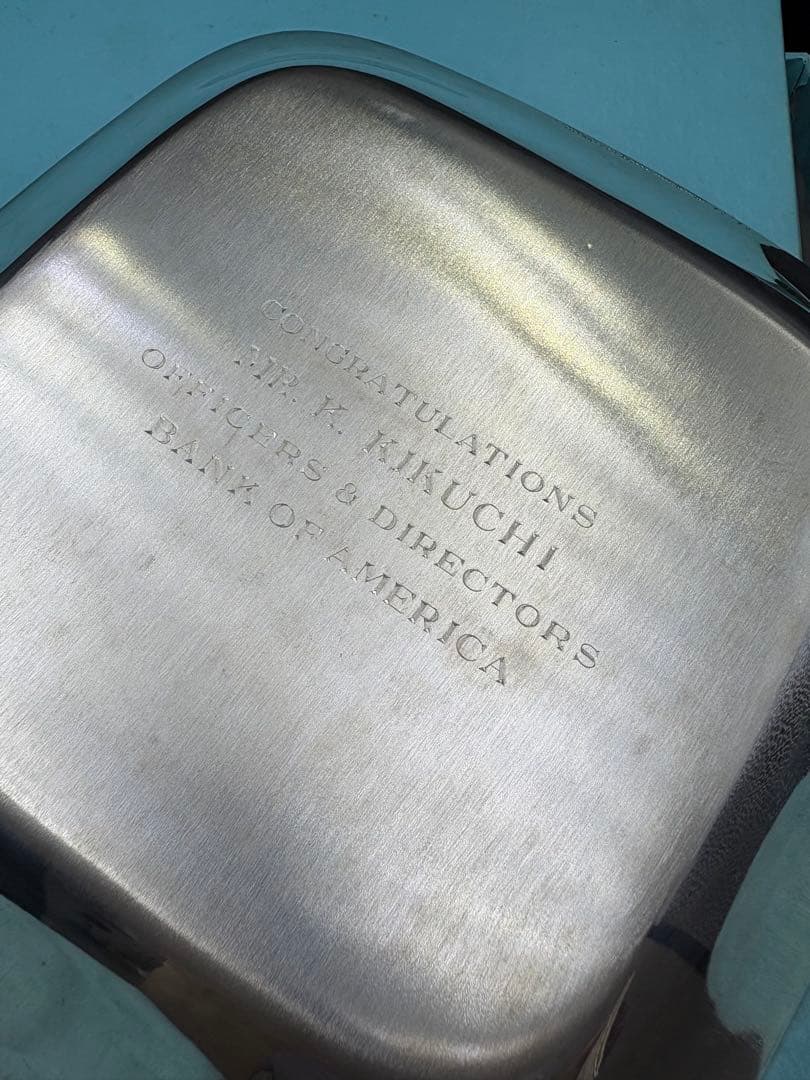 CONGRATULATIONS
MR. K. KIKUCHI
OFFICERS & DIRECTORS
BANK OF AMERICA